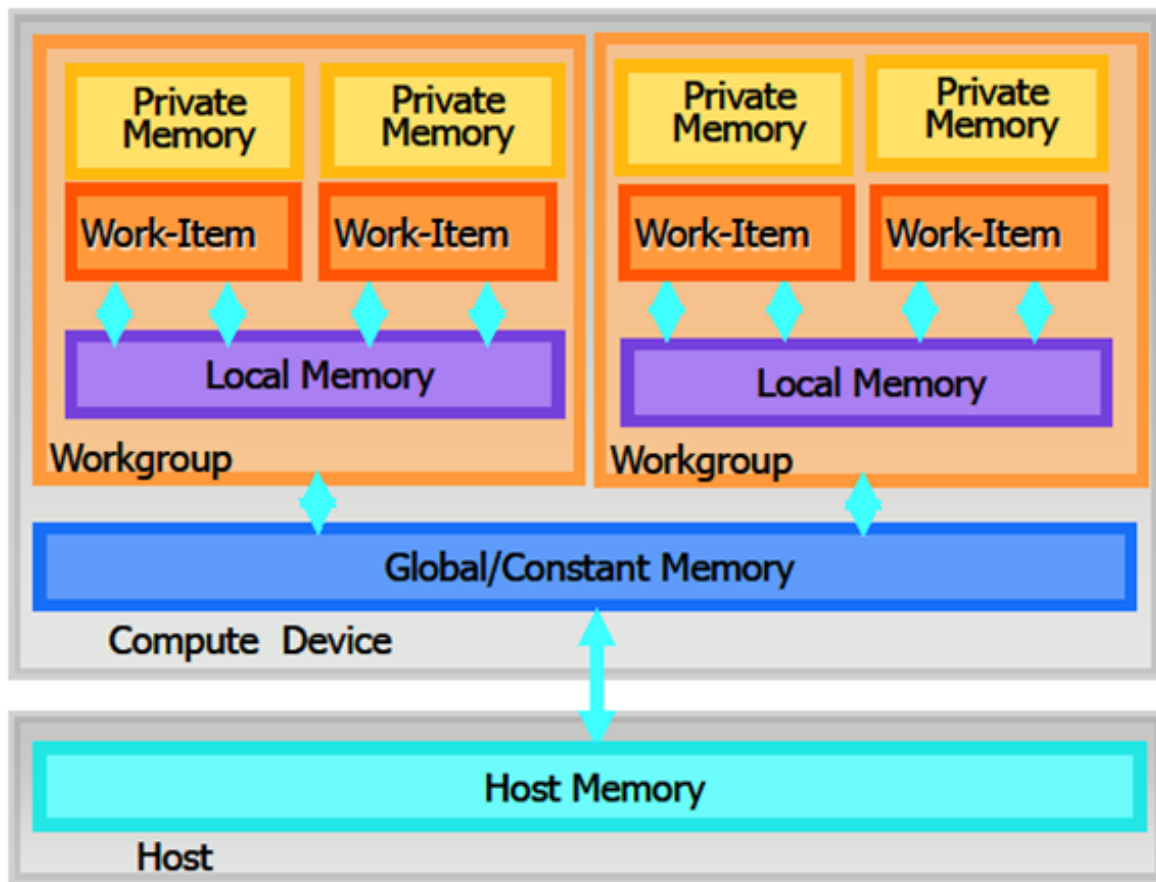 Private
Memory
Private
Memory
Private
Memory
Private
Memory
Work-Item
Work-Item
Work-Item
Work-Item
Local Memory
Local Memory
Workgroup
Workgroup
Global/Constant Memory
Compute Device
Host Memory
Host